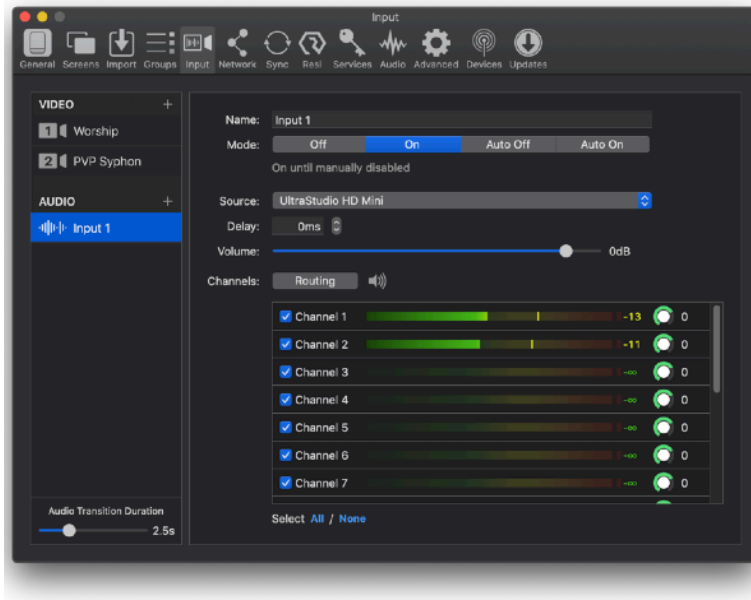 Input
General Screens Import Groups Input Network Sync Resi Services Audio Advanced Devices Updates
VIDEO +
1 Worship
2 PVP Syphon
AUDIO +
Input 1
Name: Input 1
Mode: Off On Auto Off Auto On
On until manually disabled
Source: UltraStudio HD Mini
Delay: 0ms
Volume: 0dB
Channels: Routing
Channel 1 -13 0
Channel 2 -11 0
Channel 3 -∞ 0
Channel 4 -∞ 0
Channel 5 -∞ 0
Channel 6 -∞ 0
Channel 7 -∞ 0
Select All / None
Audio Transition Duration
2.5s